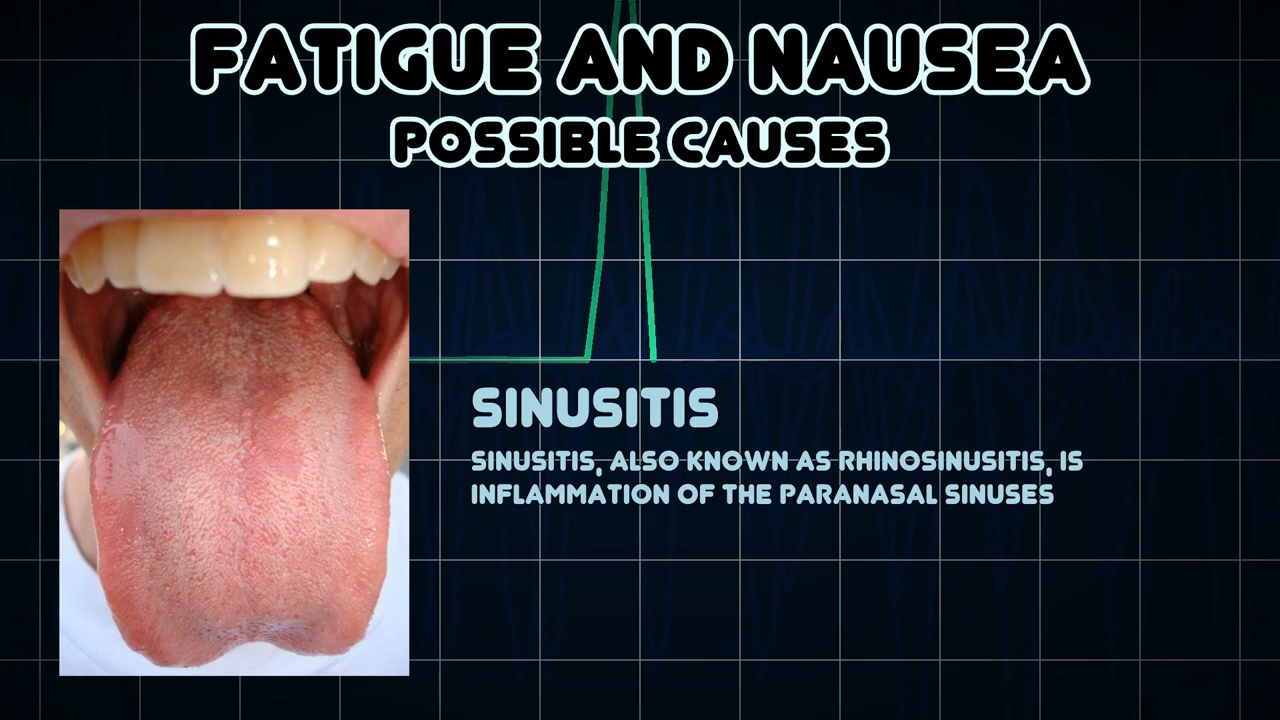 FATIGUE AND NAUSEA
POSSIBLE CAUSES
SINUSITIS
SINUSITIS, ALSO KNOWN AS RHINOSINUSITIS, IS
INFLAMMATION OF THE PARANASAL SINUSES